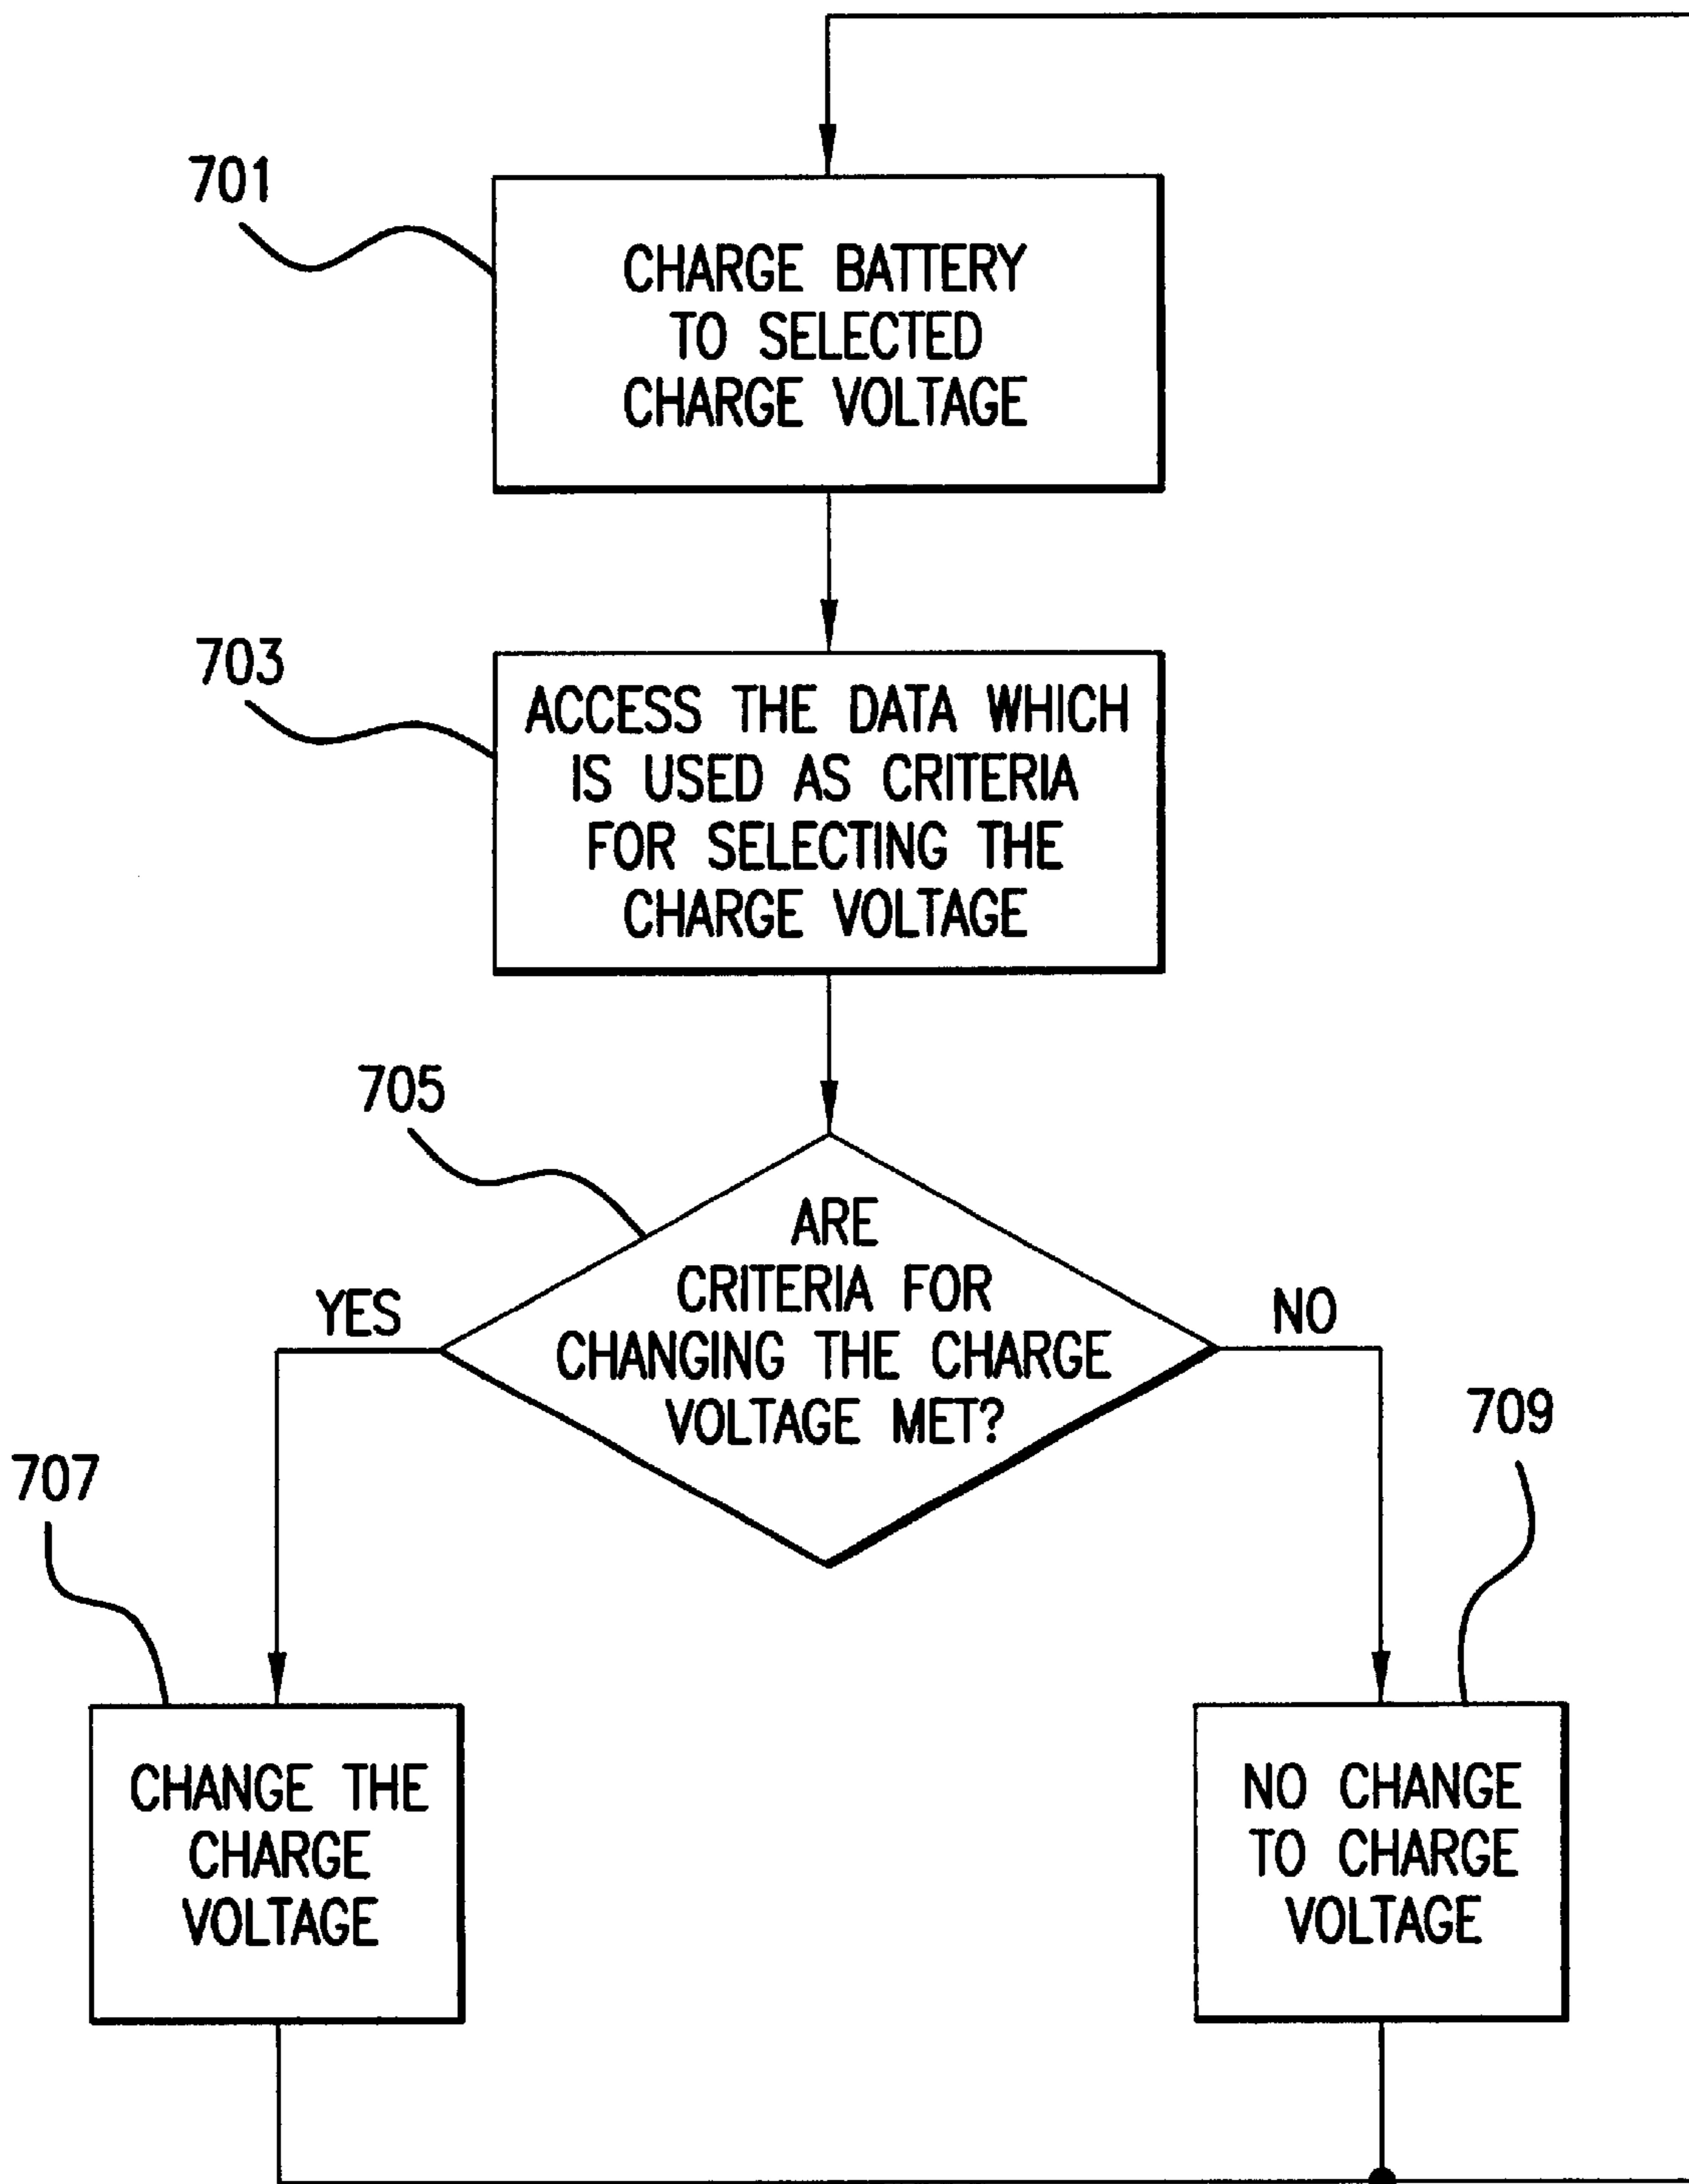 701
CHARGE BATTERY
TO SELECTED
CHARGE VOLTAGE
703
ACCESS THE DATA WHICH
IS USED AS CRITERIA
FOR SELECTING THE
CHARGE VOLTAGE
705
ARE
CRITERIA FOR
CHANGING THE CHARGE
VOLTAGE MET?
YES
NO
707
CHANGE THE
CHARGE
VOLTAGE
709
NO CHANGE
TO CHARGE
VOLTAGE